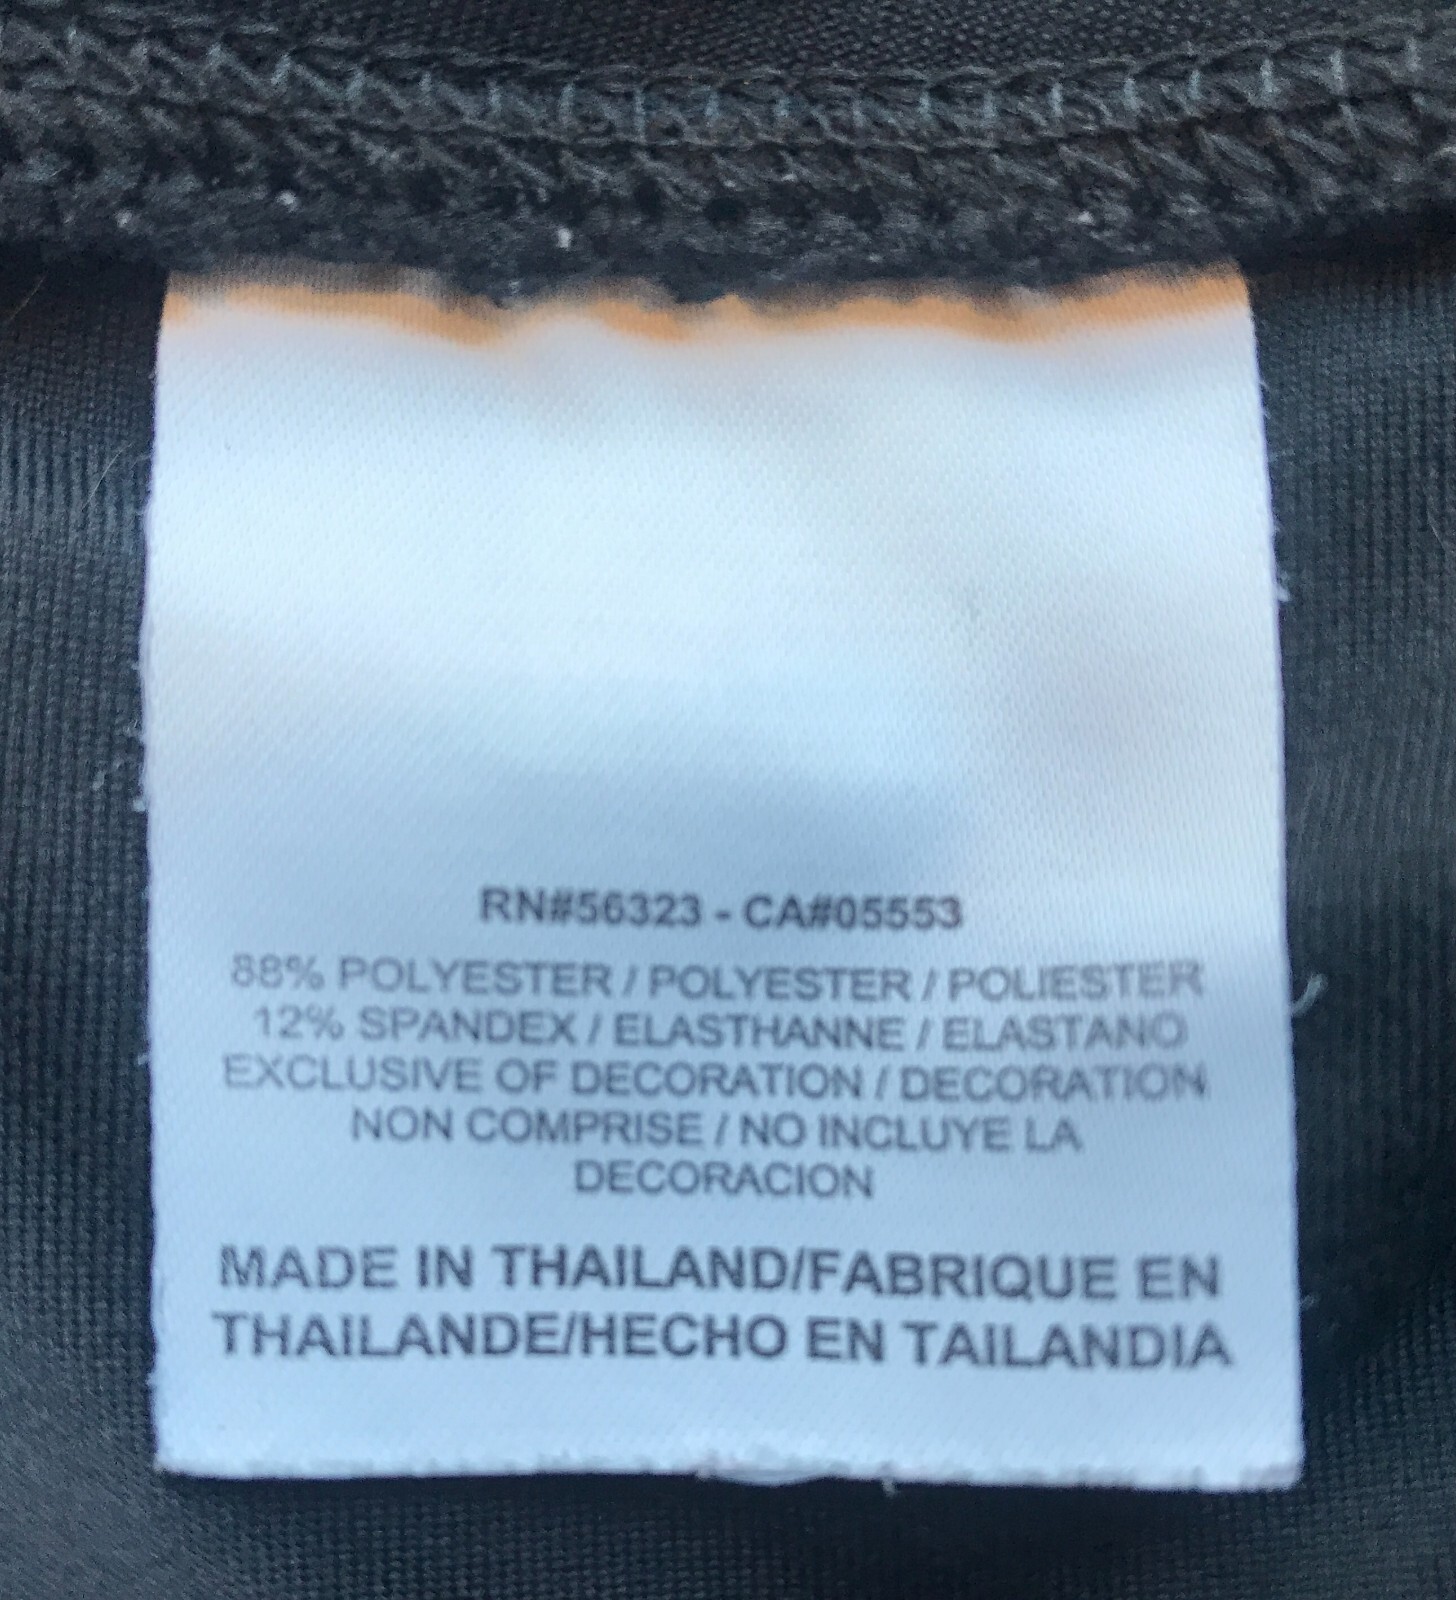 RN#56323 - CA#05553
88% POLYESTER / POLYESTER / POLIESTER
12% SPANDEX / ELASTHANNE / ELASTANO
EXCLUSIVE OF DECORATION / DECORATION
NON COMPRISE / NO INCLUYE LA
DECORACION
MADE IN THAILAND/FABRIQUE EN
THAILANDE/HECHO EN TAILANDIA